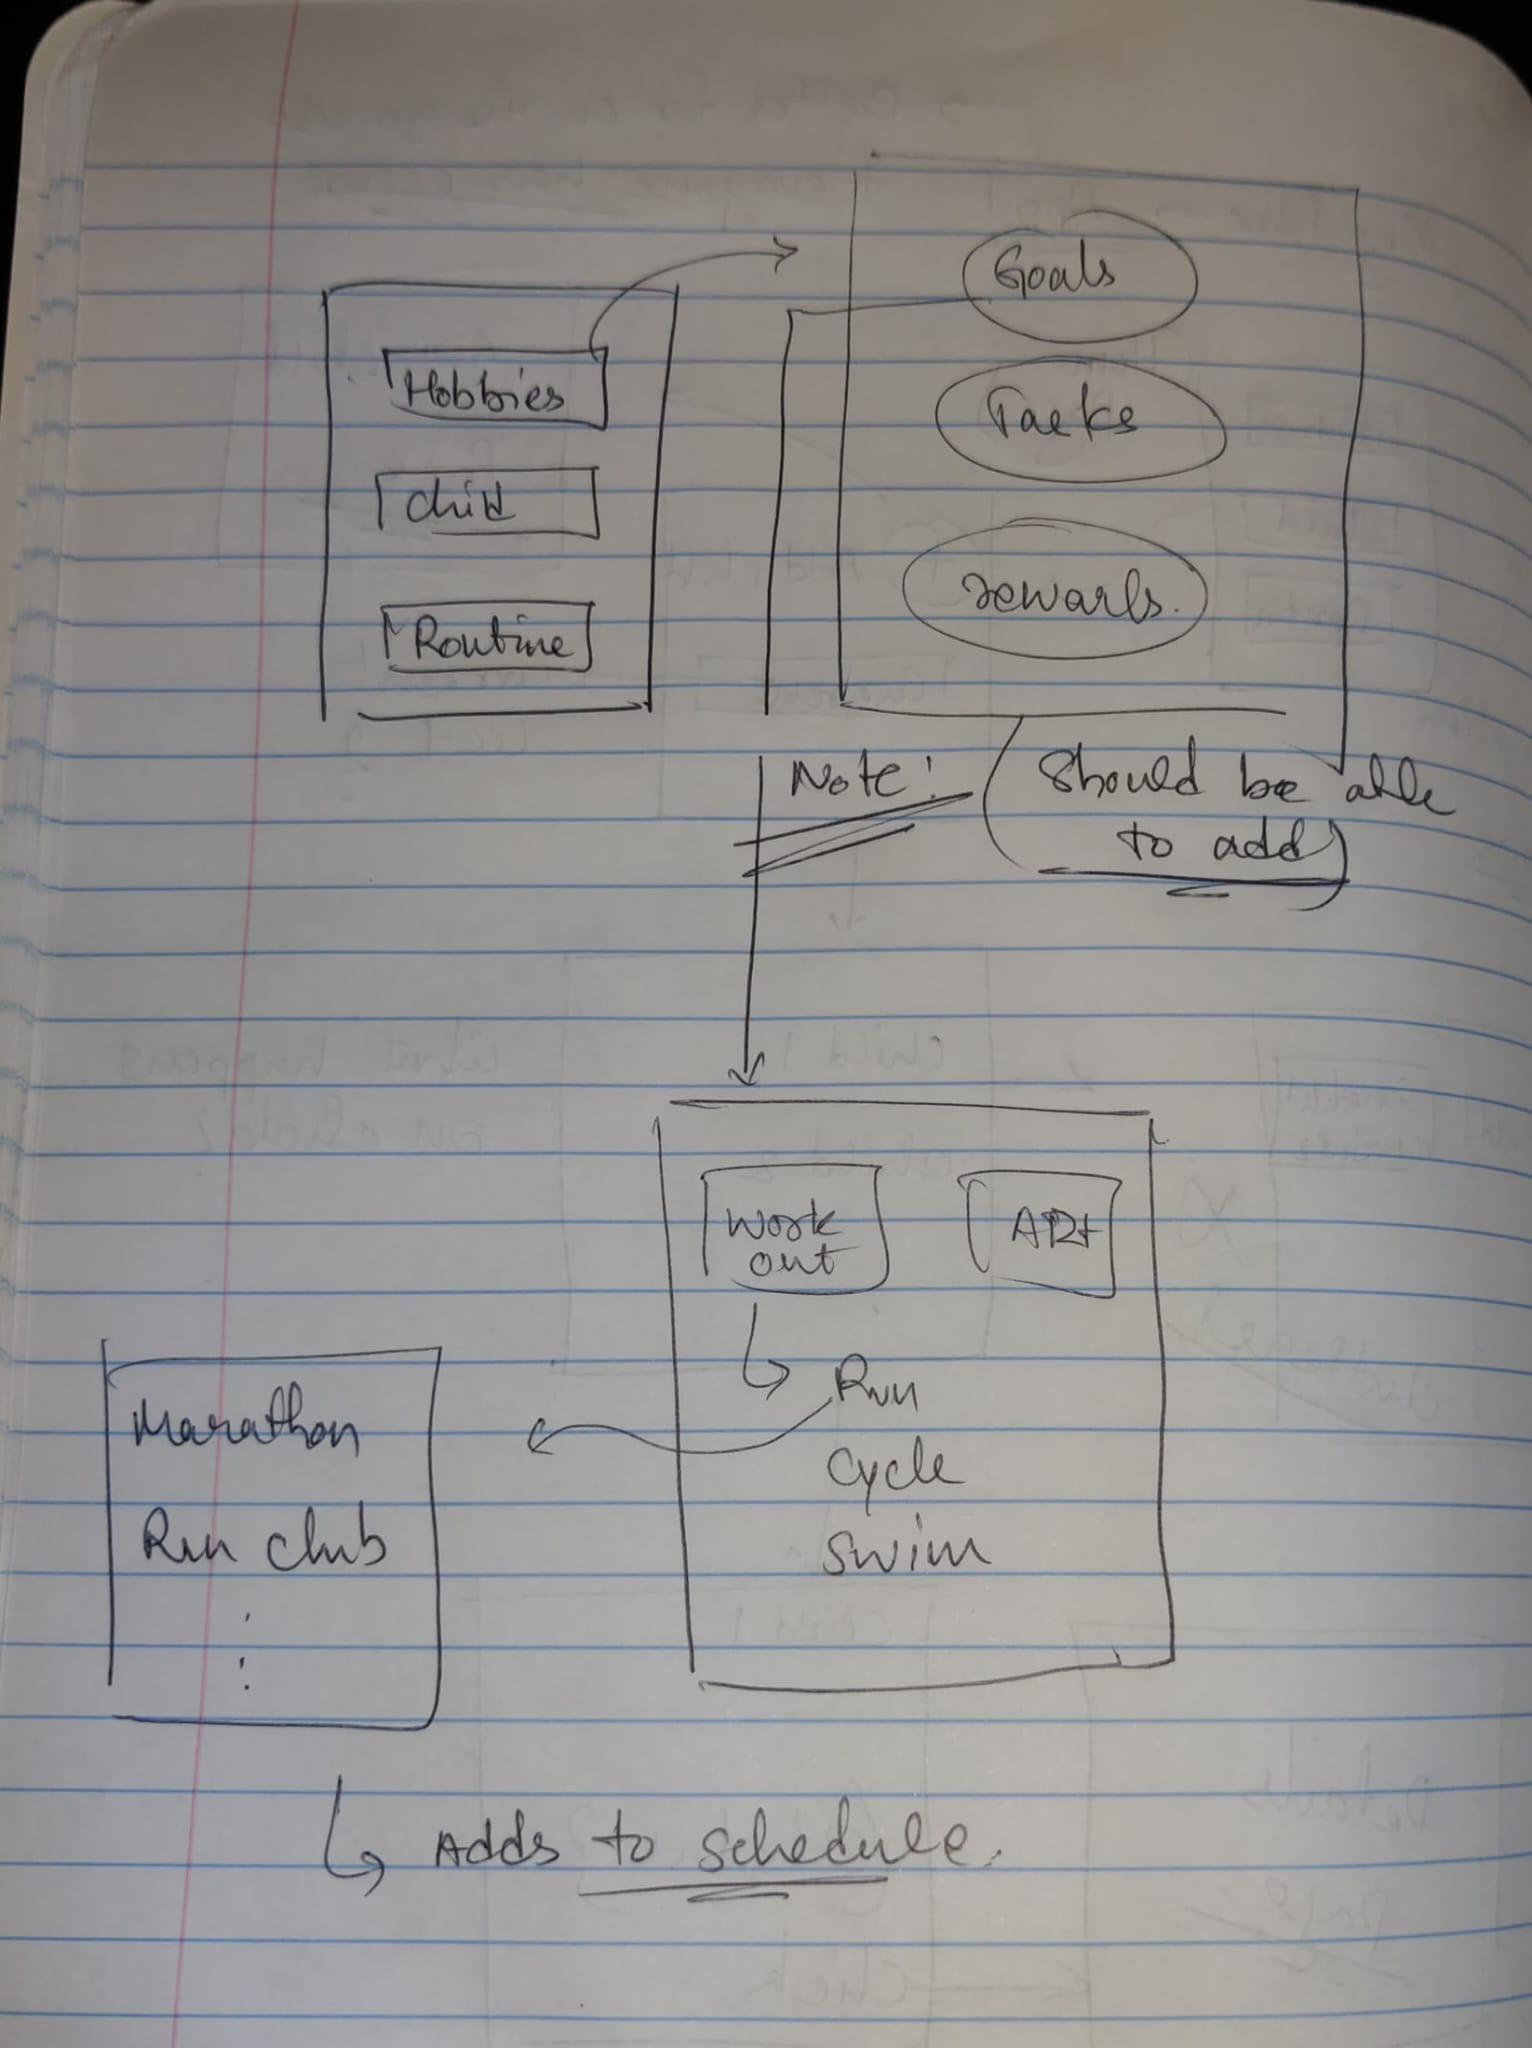 Goals
Hobbies
Tasks
Child
rewards.
Routine
Note:
(Should be able
to add)
Work
out
ART
Run
Marathon
Cycle
Run club
Swim
Adds to schedule.